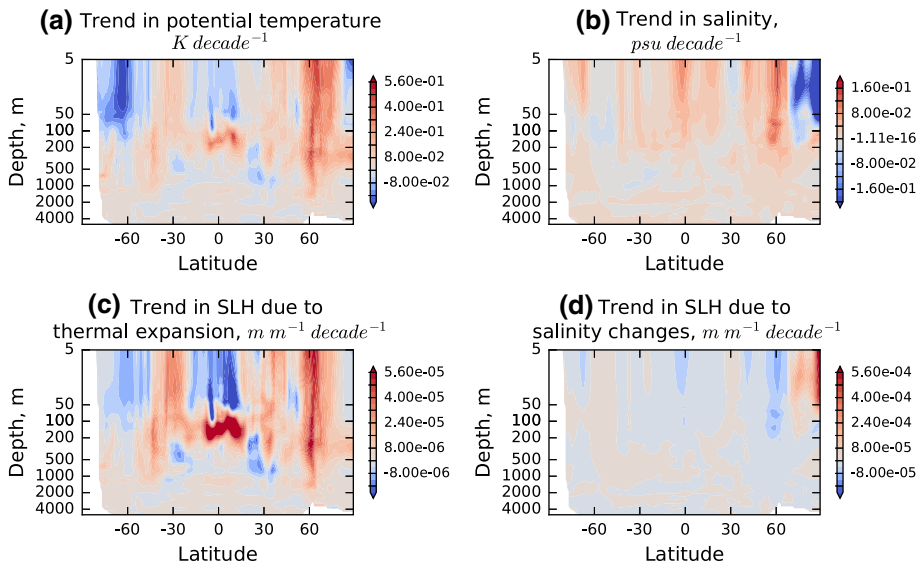 (a) Trend in potential temperature
K decade⁻¹
5
50
100
200
500
1000
2000
4000
Depth, m
-60 -30 0 30 60
Latitude
5.60e-01
4.00e-01
2.40e-01
8.00e-02
-8.00e-02
(b) Trend in salinity,
psu decade⁻¹
5
50
100
200
500
1000
2000
4000
Depth, m
-60 -30 0 30 60
Latitude
1.60e-01
8.00e-02
-1.11e-16
-8.00e-02
-1.60e-01
(c) Trend in SLH due to
thermal expansion, m m⁻¹ decade⁻¹
5
50
100
200
500
1000
2000
4000
Depth, m
-60 -30 0 30 60
Latitude
5.60e-05
4.00e-05
2.40e-05
8.00e-06
-8.00e-06
(d) Trend in SLH due to
salinity changes, m m⁻¹ decade⁻¹
5
50
100
200
500
1000
2000
4000
Depth, m
-60 -30 0 30 60
Latitude
5.60e-04
4.00e-04
2.40e-04
8.00e-05
-8.00e-05